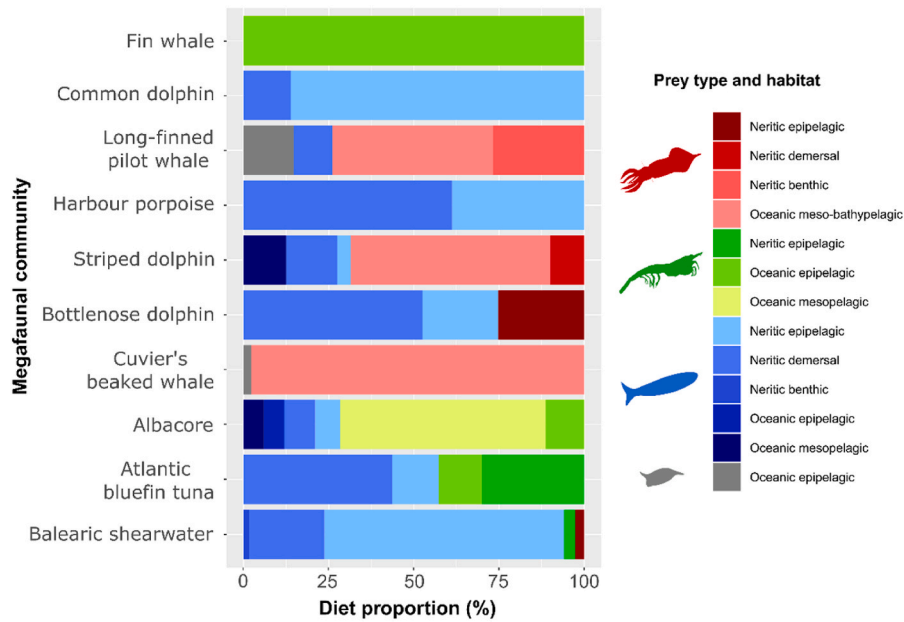 Megafaunal community
Fin whale
Common dolphin
Long-finned
pilot whale
Harbour porpoise
Striped dolphin
Bottlenose dolphin
Cuvier's
beaked whale
Albacore
Atlantic
bluefin tuna
Balearic shearwater
0 25 50 75 100
Diet proportion (%)
Prey type and habitat
Neritic epipelagic
Neritic demersal
Neritic benthic
Oceanic meso-bathypelagic
Neritic epipelagic
Oceanic epipelagic
Oceanic mesopelagic
Neritic epipelagic
Neritic demersal
Neritic benthic
Oceanic epipelagic
Oceanic mesopelagic
Oceanic epipelagic